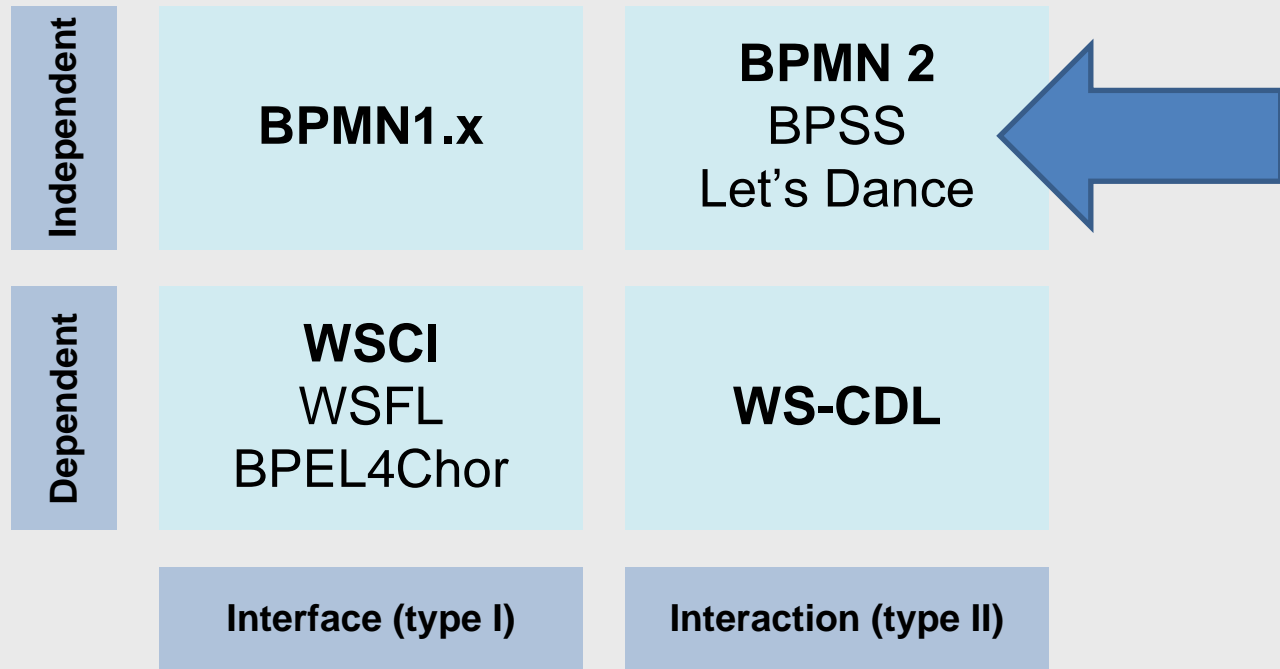 Independent
BPMN1.x
BPMN 2
BPSS
Let’s Dance
Dependent
WSCI
WSFL
BPEL4Chor
WS-CDL
Interface (type I)
Interaction (type II)